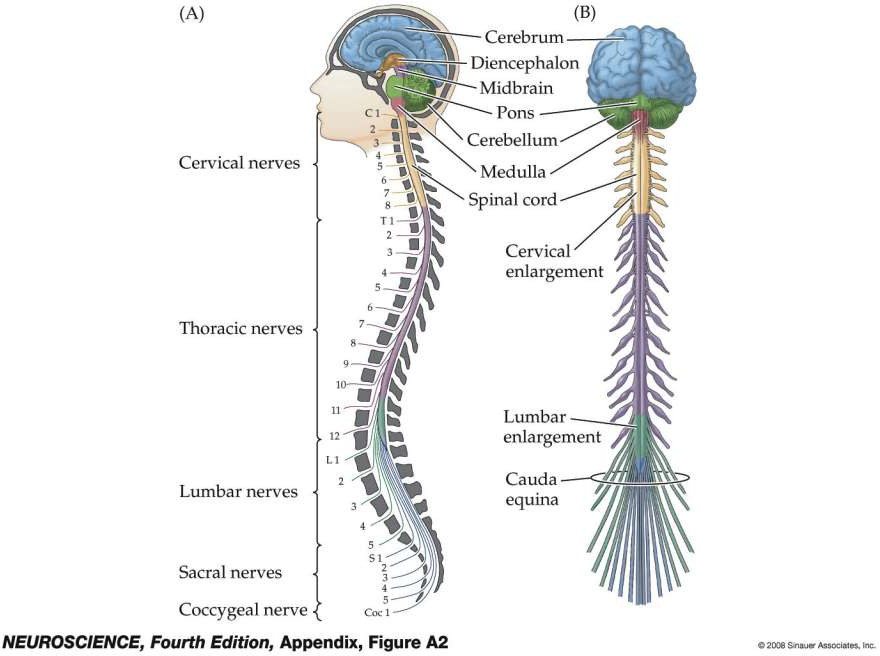 (A)
(B)
Cerebrum
Diencephalon
Midbrain
Pons
Cerebellum
Medulla
Spinal cord
Cervical
enlargement
Lumbar
enlargement
Cauda
equina
Cervical nerves
C 1
2
3
4
5
6
7
8
Thoracic nerves
T 1
2
3
4
5
6
7
8
9
10
11
12
Lumbar nerves
L 1
2
3
4
5
Sacral nerves
S 1
2
3
4
5
Coccygeal nerve
Coc 1
NEUROSCIENCE, Fourth Edition, Appendix, Figure A2
© 2008 Sinauer Associates, Inc.